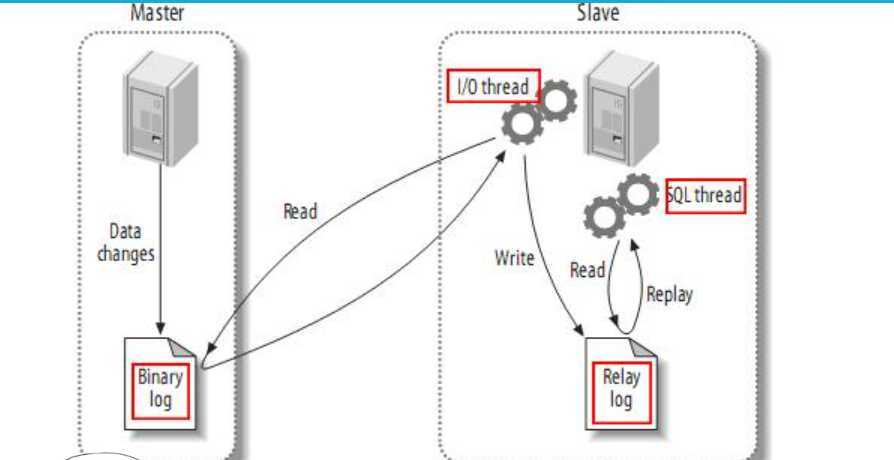 Master
Slave
I/O thread
SQL thread
Read
Data
changes
Write
Read
Replay
Binary
log
Relay
log